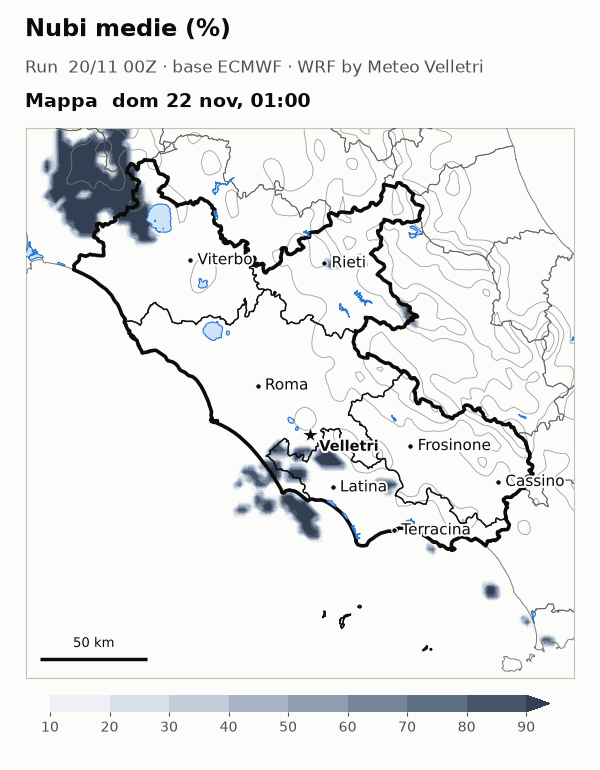 Nubi medie (%)
Run 20/11 00Z · base ECMWF · WRF by Meteo Velletri
Mappa dom 22 nov, 01:00
Viterbo
Rieti
Roma
Velletri
Frosinone
Cassino
Latina
Terracina
50 km
10 20 30 40 50 60 70 80 90